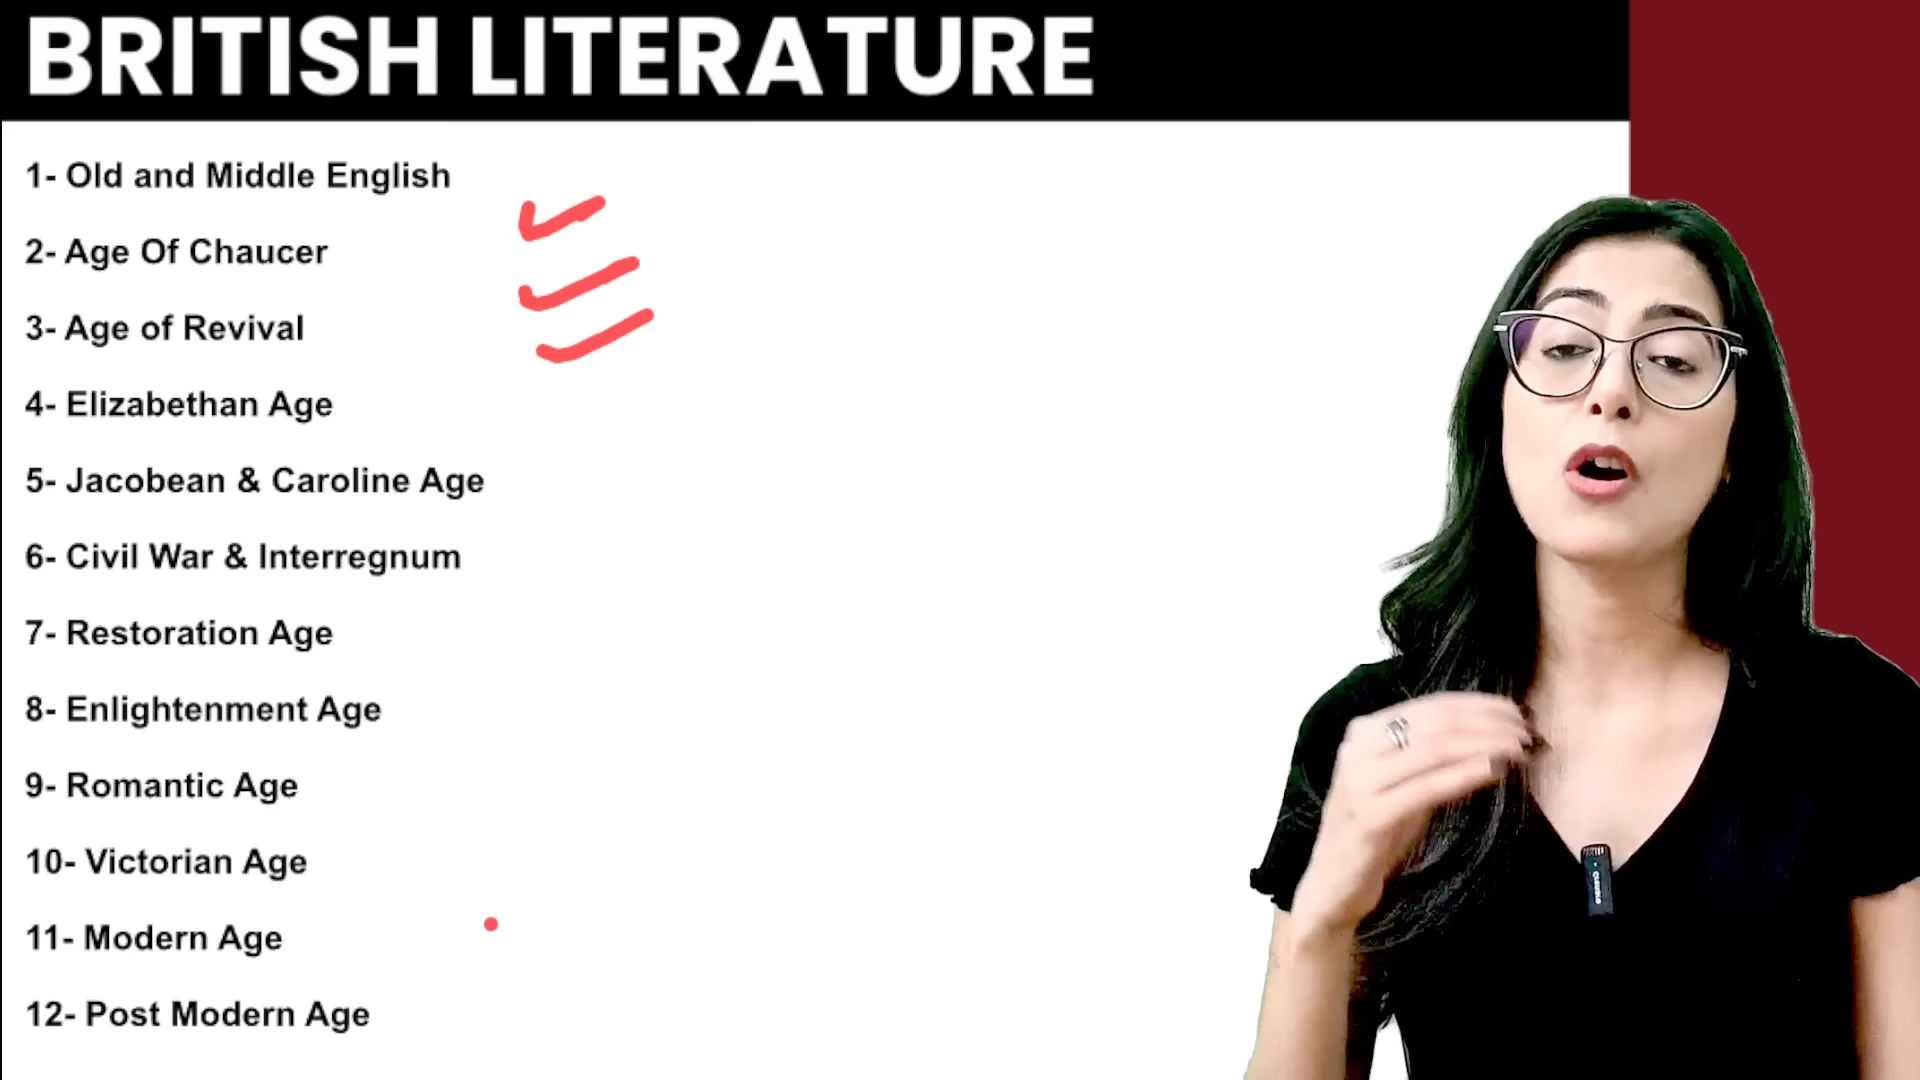 BRITISH LITERATURE
1- Old and Middle English
2- Age Of Chaucer
3- Age of Revival
4- Elizabethan Age
5- Jacobean & Caroline Age
6- Civil War & Interregnum
7- Restoration Age
8- Enlightenment Age
9- Romantic Age
10- Victorian Age
11- Modern Age
12- Post Modern Age